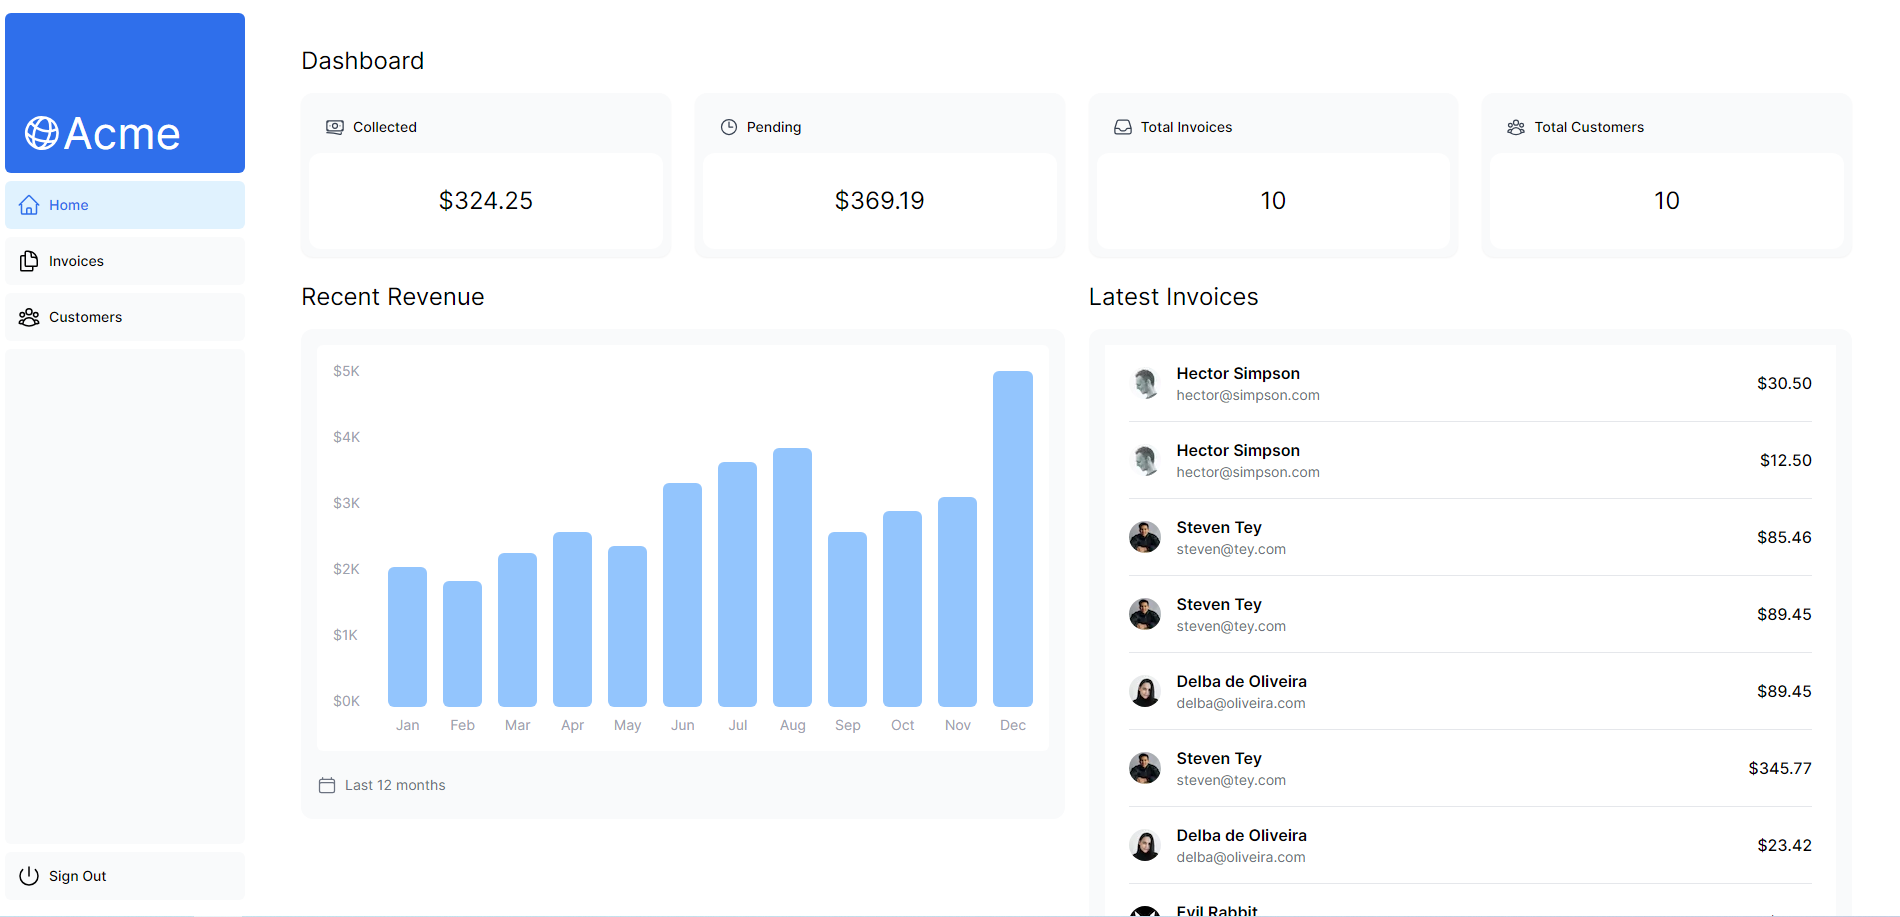 Acme
Home
Invoices
Customers
Sign Out
Dashboard
Collected
$324.25
Pending
$369.19
Total Invoices
10
Total Customers
10
Recent Revenue
$5K
$4K
$3K
$2K
$1K
$0K
Jan Feb Mar Apr May Jun Jul Aug Sep Oct Nov Dec
Last 12 months
Latest Invoices
Hector Simpson
hector@simpson.com
$30.50
Hector Simpson
hector@simpson.com
$12.50
Steven Tey
steven@tey.com
$85.46
Steven Tey
steven@tey.com
$89.45
Delba de Oliveira
delba@oliveira.com
$89.45
Steven Tey
steven@tey.com
$345.77
Delba de Oliveira
delba@oliveira.com
$23.42
Evil Rabbit